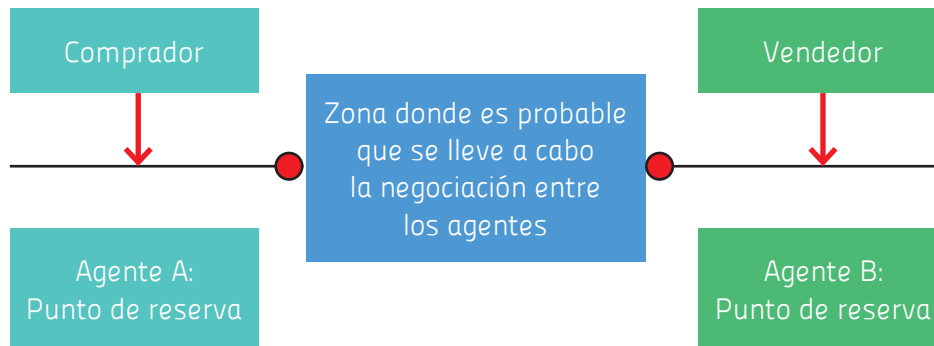 Comprador
Vendedor
Zona donde es probable
que se lleve a cabo
la negociación entre
los agentes
Agente A:
Punto de reserva
Agente B:
Punto de reserva